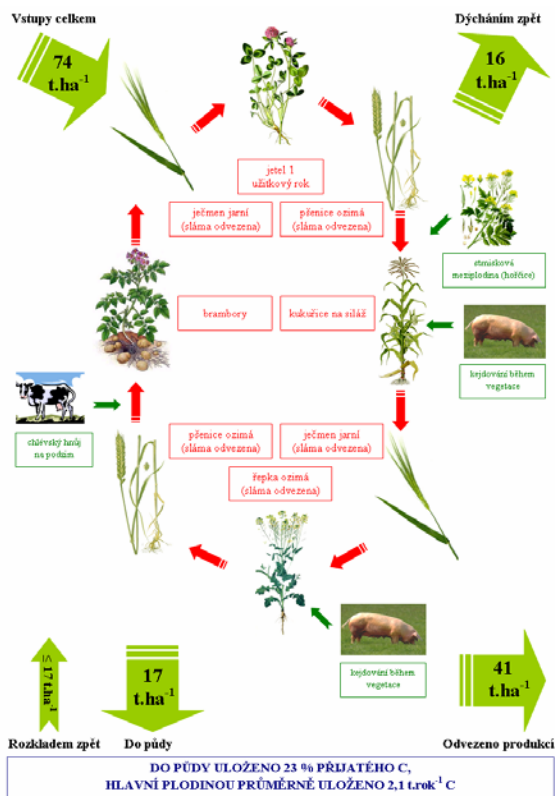 Vstupy celkem
Dýcháním zpět
74
t.ha-1
16
t.ha-1
jetel 1
užitkový rok
ječmen jarní
(sláma odvezena)
pšenice ozimá
(sláma odvezena)
strnisková
meziplodina (hořčice)
brambory
kukuřice na siláž
kejdování během
vegetace
chlévský hnůj
na podzim
pšenice ozimá
(sláma odvezena)
ječmen jarní
(sláma odvezena)
řepka ozimá
(sláma odvezena)
kejdování během
vegetace
≤ 17 t.ha-1
17
t.ha-1
41
t.ha-1
Rozkladem zpět
Do půdy
Odvezeno produkcí
DO PŮDY ULOŽENO 23 % PŘIJATÉHO C,
HLAVNÍ PLODINOU PRŮMĚRNĚ ULOŽENO 2,1 t.rok-1 C